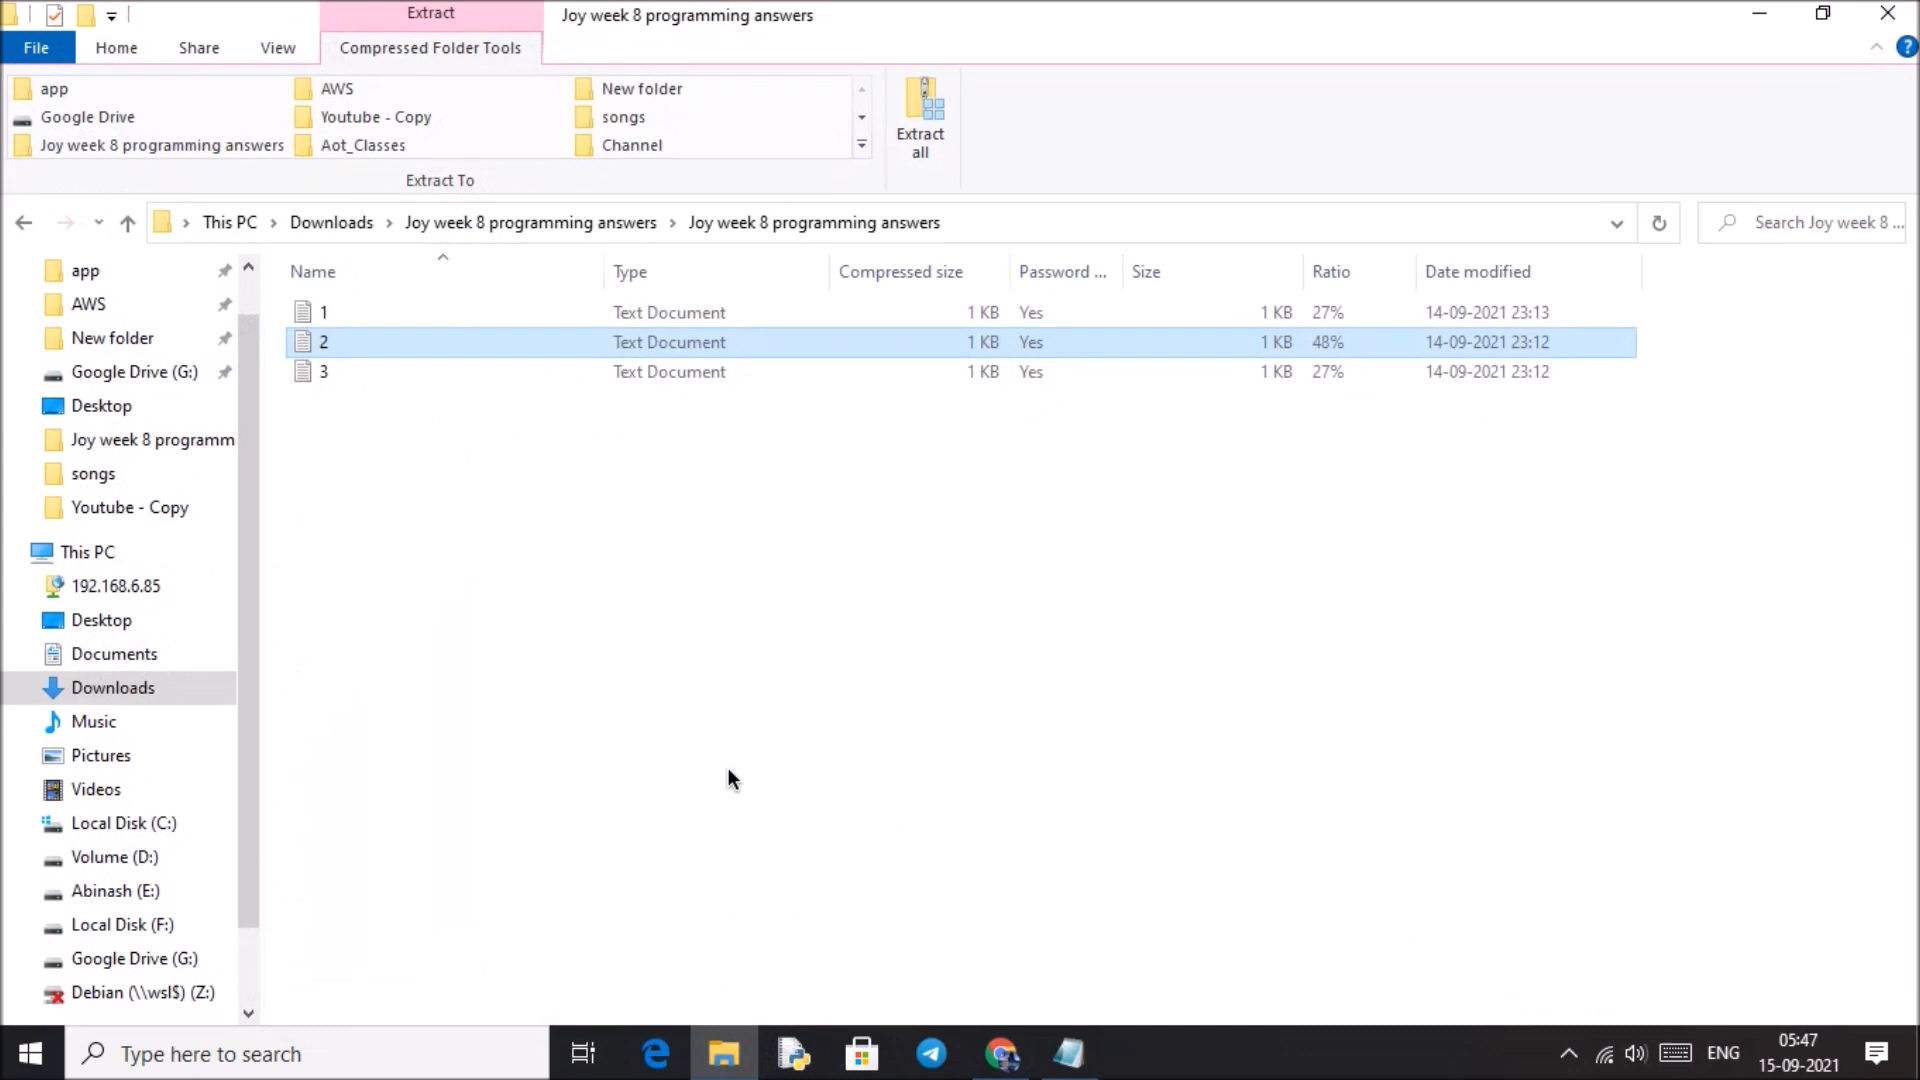 Extract
Joy week 8 programming answers
File
Home
Share
View
Compressed Folder Tools
app
AWS
New folder
Google Drive
Youtube - Copy
songs
Joy week 8 programming answers
Aot_Classes
Channel
Extract all
Extract To
This PC
Downloads
Joy week 8 programming answers
Joy week 8 programming answers
Search Joy week 8 ...
Name
Type
Compressed size
Password ...
Size
Ratio
Date modified
1 Text Document 1 KB Yes 1 KB 27% 14-09-2021 23:13
2 Text Document 1 KB Yes 1 KB 48% 14-09-2021 23:12
3 Text Document 1 KB Yes 1 KB 27% 14-09-2021 23:12
app
AWS
New folder
Google Drive (G:)
Desktop
Joy week 8 programm
songs
Youtube - Copy
This PC
192.168.6.85
Desktop
Documents
Downloads
Music
Pictures
Videos
Local Disk (C:)
Volume (D:)
Abinash (E:)
Local Disk (F:)
Google Drive (G:)
Debian (\\wsl$) (Z:)
Type here to search
ENG
05:47
15-09-2021